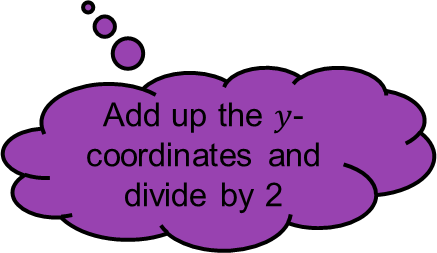 Add up the 𝑦-
coordinates and
divide by 2